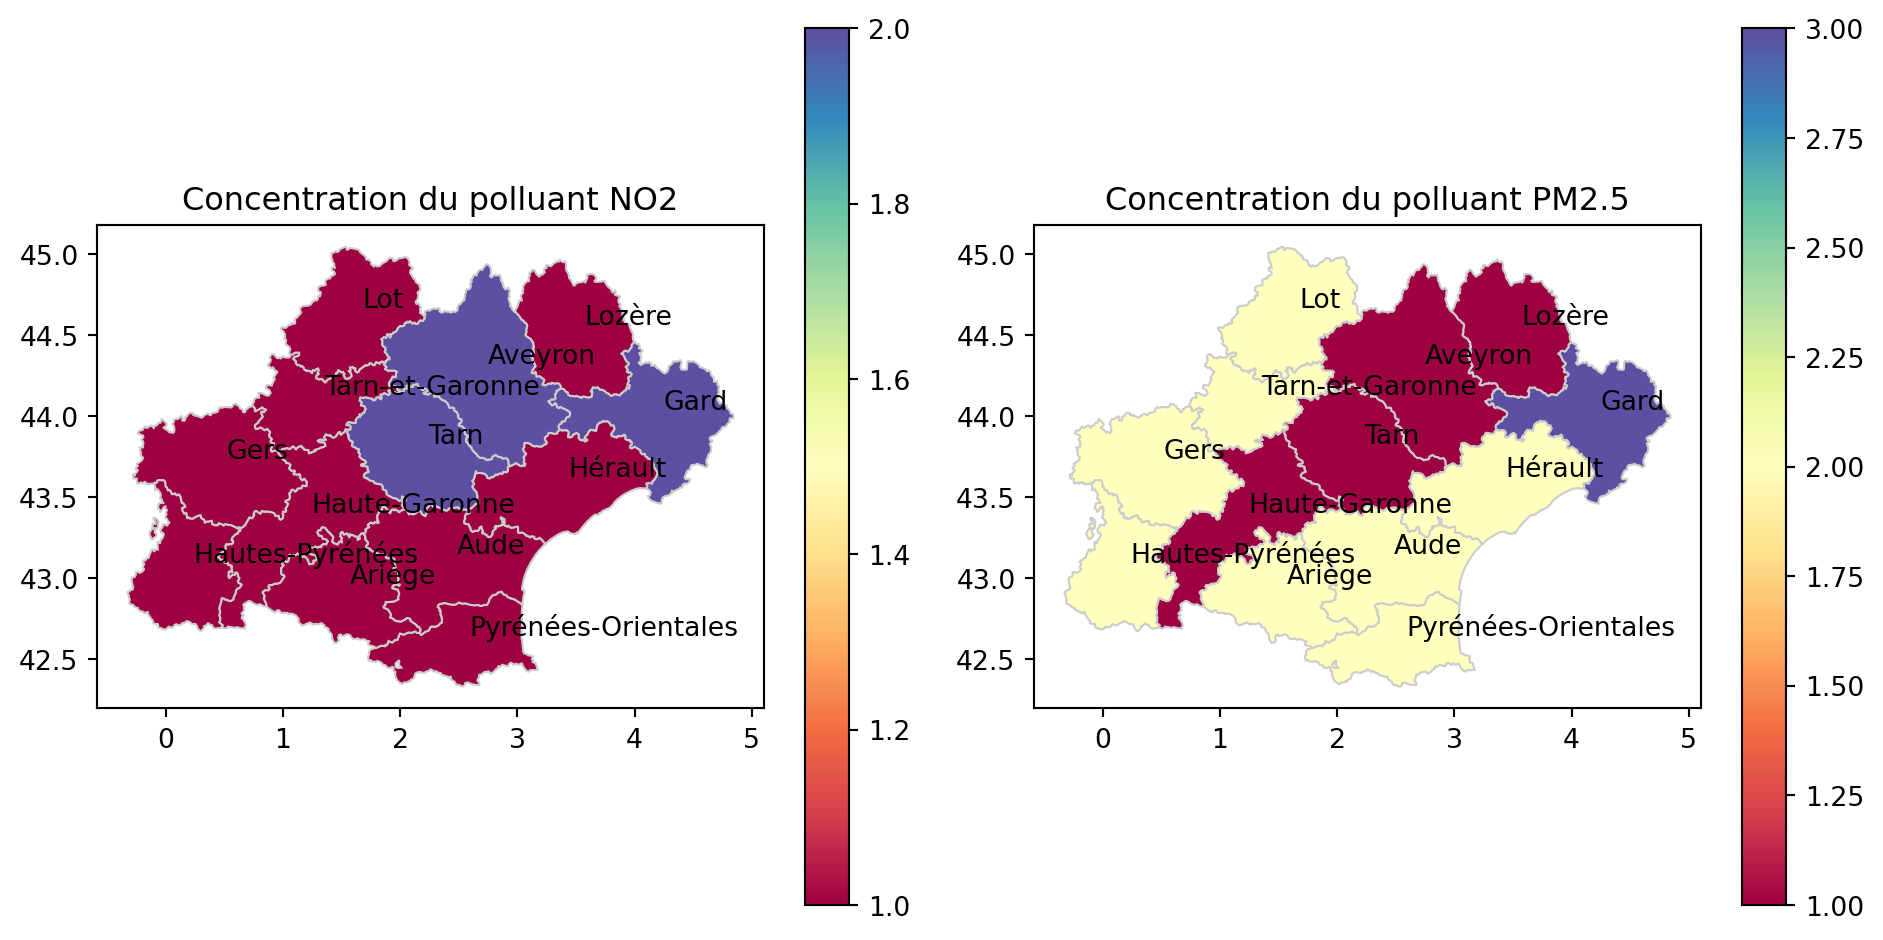 Concentration du polluant NO2
45.0
44.5
44.0
43.5
43.0
42.5
0 1 2 3 4 5
Lot
Lozère
Aveyron
Tarn-et-Garonne
Gard
Tarn
Gers
Hérault
Haute-Garonne
Aude
Hautes-Pyrénées
Ariège
Pyrénées-Orientales
2.0
1.8
1.6
1.4
1.2
1.0
Concentration du polluant PM2.5
45.0
44.5
44.0
43.5
43.0
42.5
0 1 2 3 4 5
Lot
Lozère
Aveyron
Tarn-et-Garonne
Gard
Tarn
Gers
Hérault
Haute-Garonne
Aude
Hautes-Pyrénées
Ariège
Pyrénées-Orientales
3.00
2.75
2.50
2.25
2.00
1.75
1.50
1.25
1.00